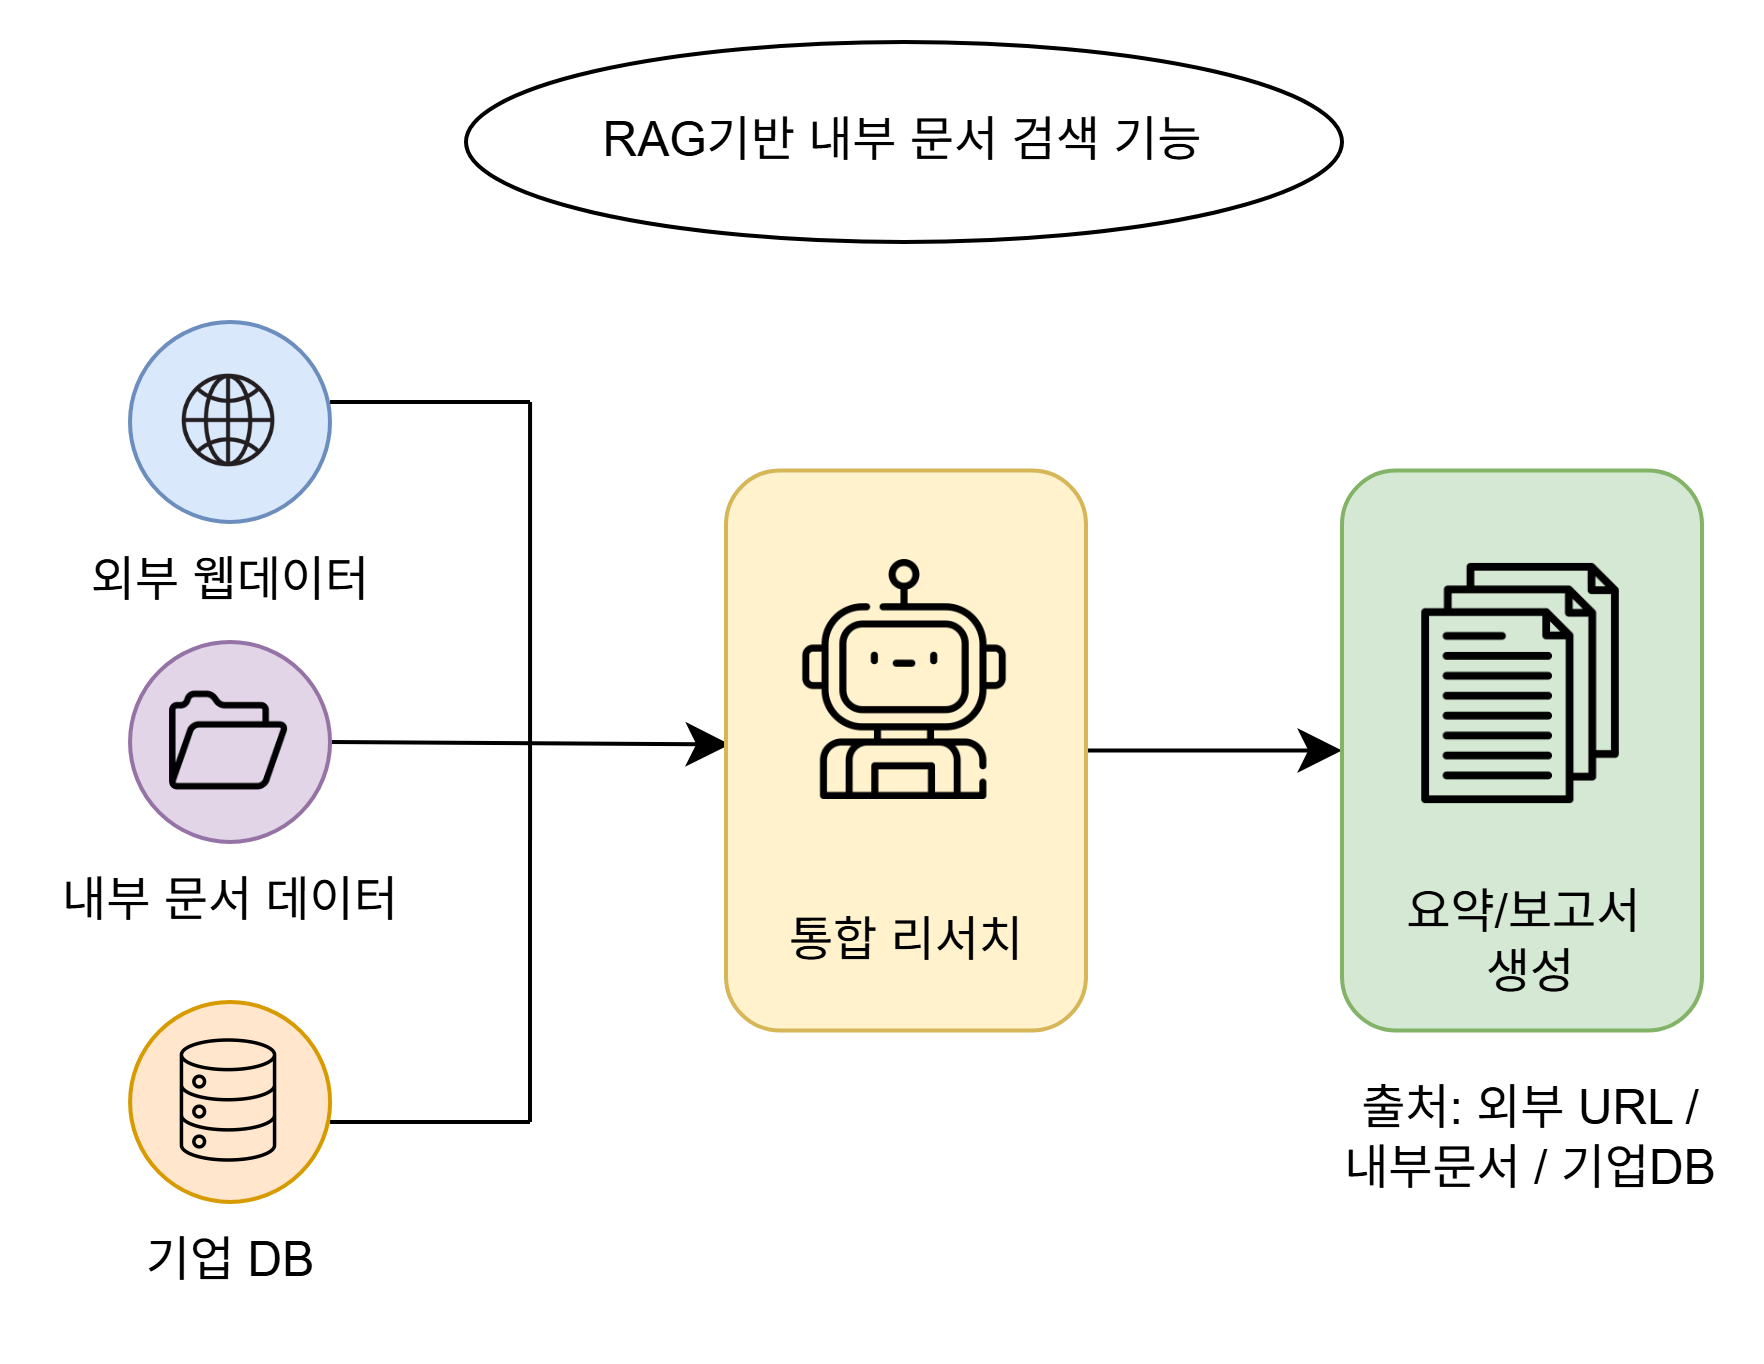 RAG기반 내부 문서 검색 기능
외부 웹데이터
내부 문서 데이터
기업 DB
통합 리서치
요약/보고서
생성
출처: 외부 URL /
내부문서 / 기업DB